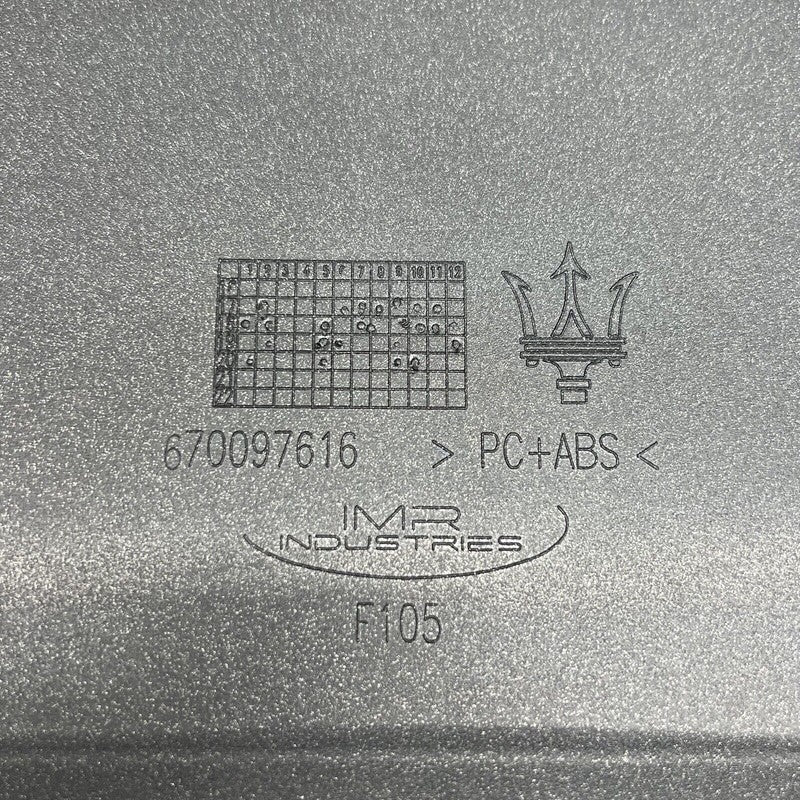 1 2 3 4 5 6 7 8 9 10 11 12
670097616 > PC+ABS <
IMR
INDUSTRIES
F105